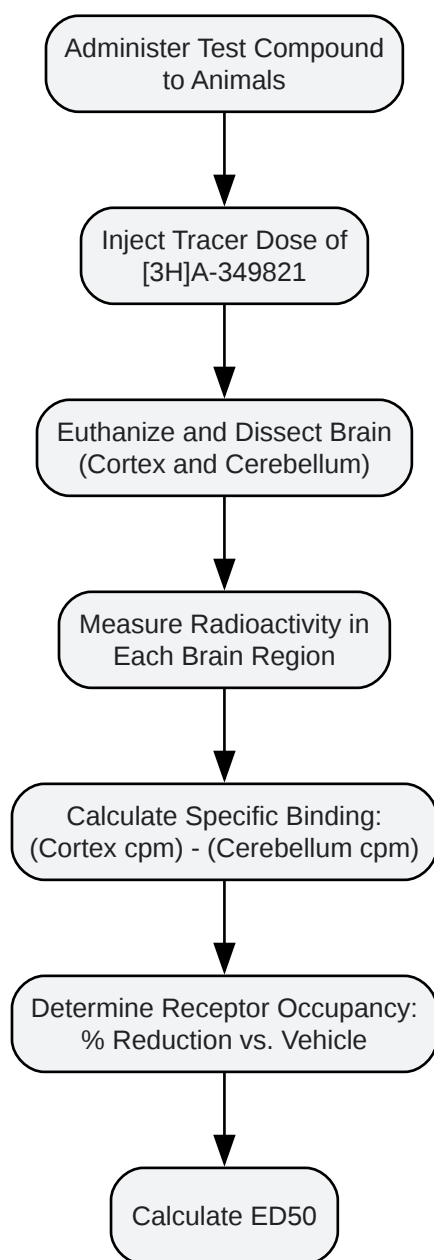 Administer Test Compound
to Animals
Inject Tracer Dose of
[3H]A-349821
Euthanize and Dissect Brain
(Cortex and Cerebellum)
Measure Radioactivity in
Each Brain Region
Calculate Specific Binding:
(Cortex cpm) - (Cerebellum cpm)
Determine Receptor Occupancy:
% Reduction vs. Vehicle
Calculate ED50